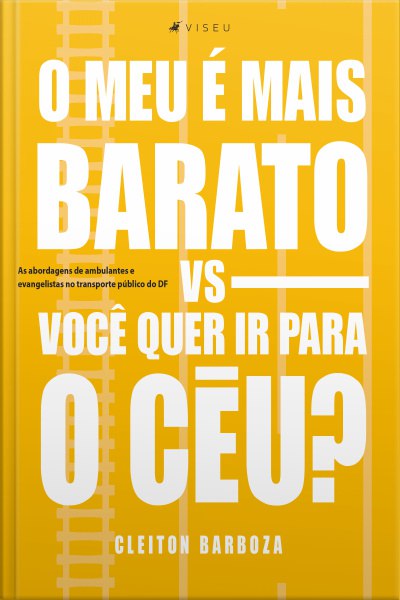 VISEU
O MEU É MAIS
BARATO
As abordagens de ambulantes e
evangelistas no transporte público do DF
VS
VOCÊ QUER IR PARA
O CÉU?
CLEITON BARBOZA